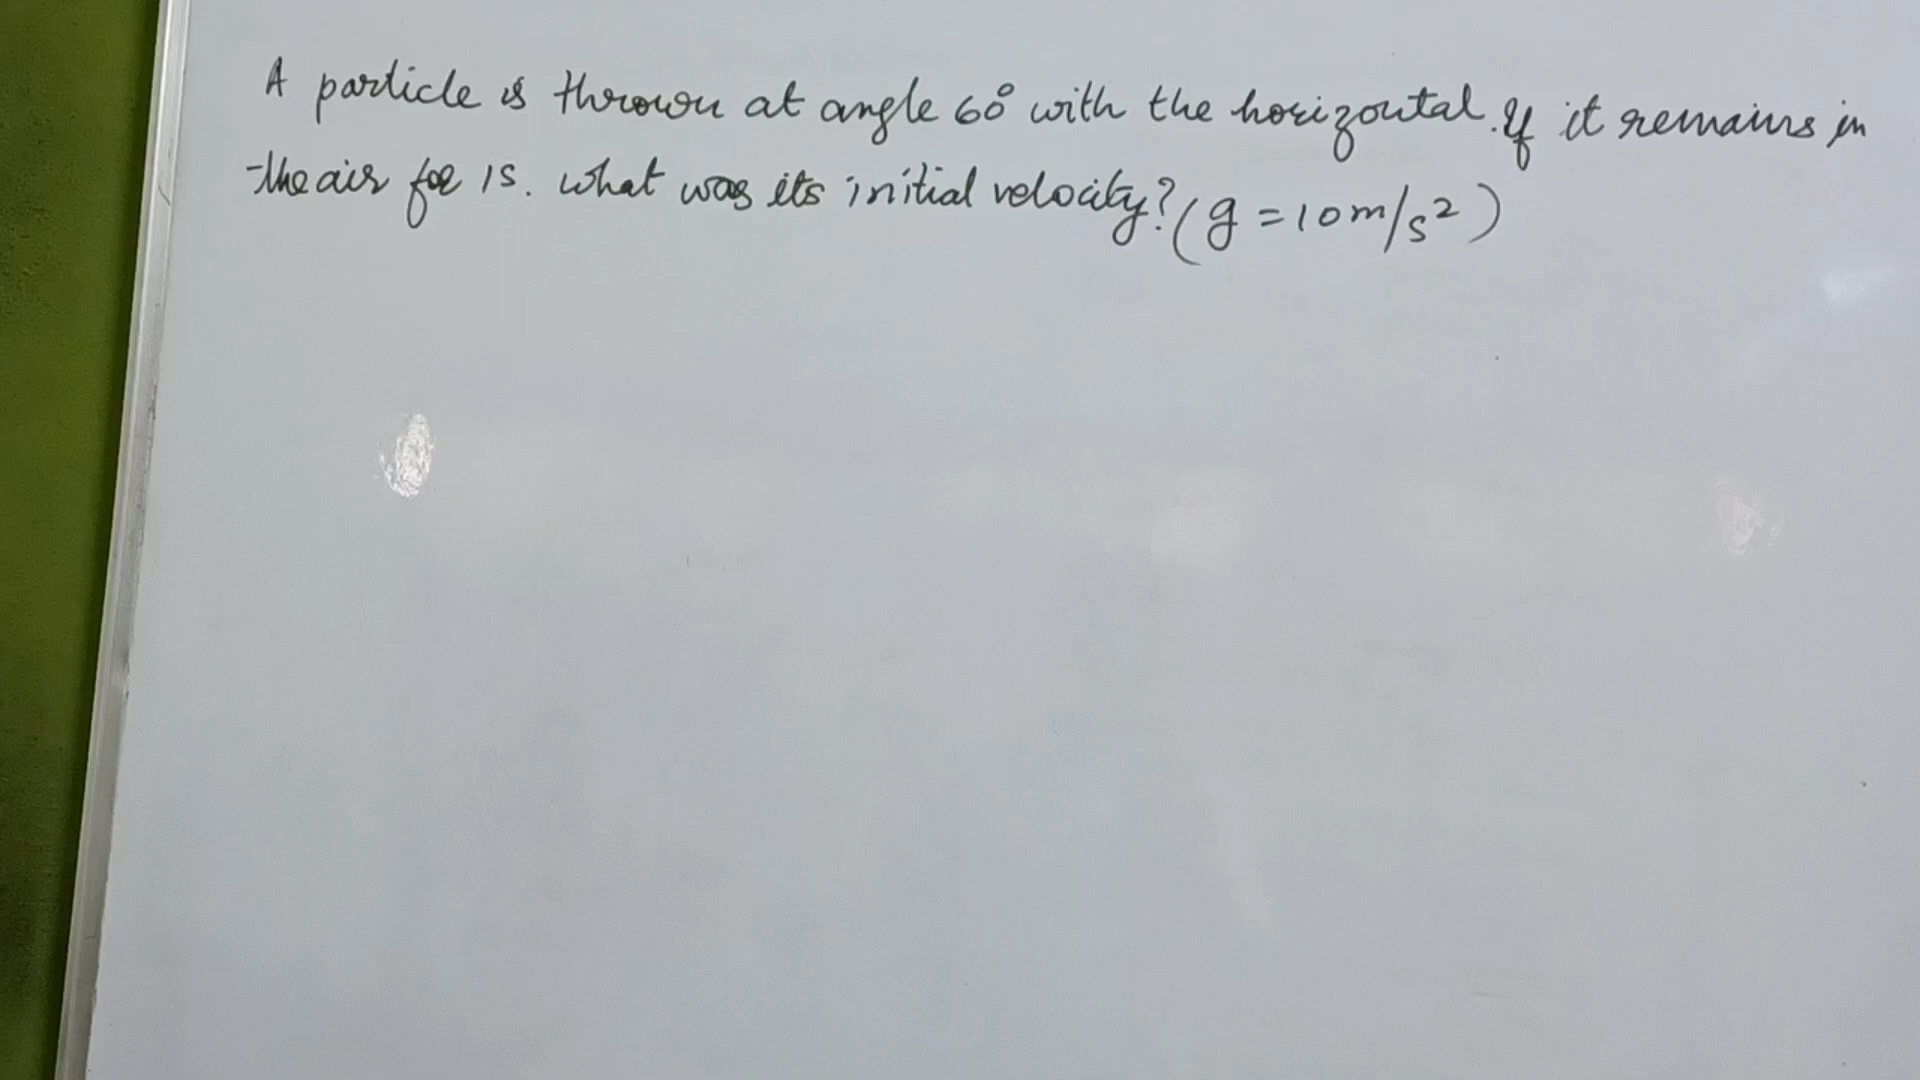 A particle is thrown at angle 60° with the horizontal. If it remains in
the air for 1s. what was its initial velocity? (g = 10 m/s²)